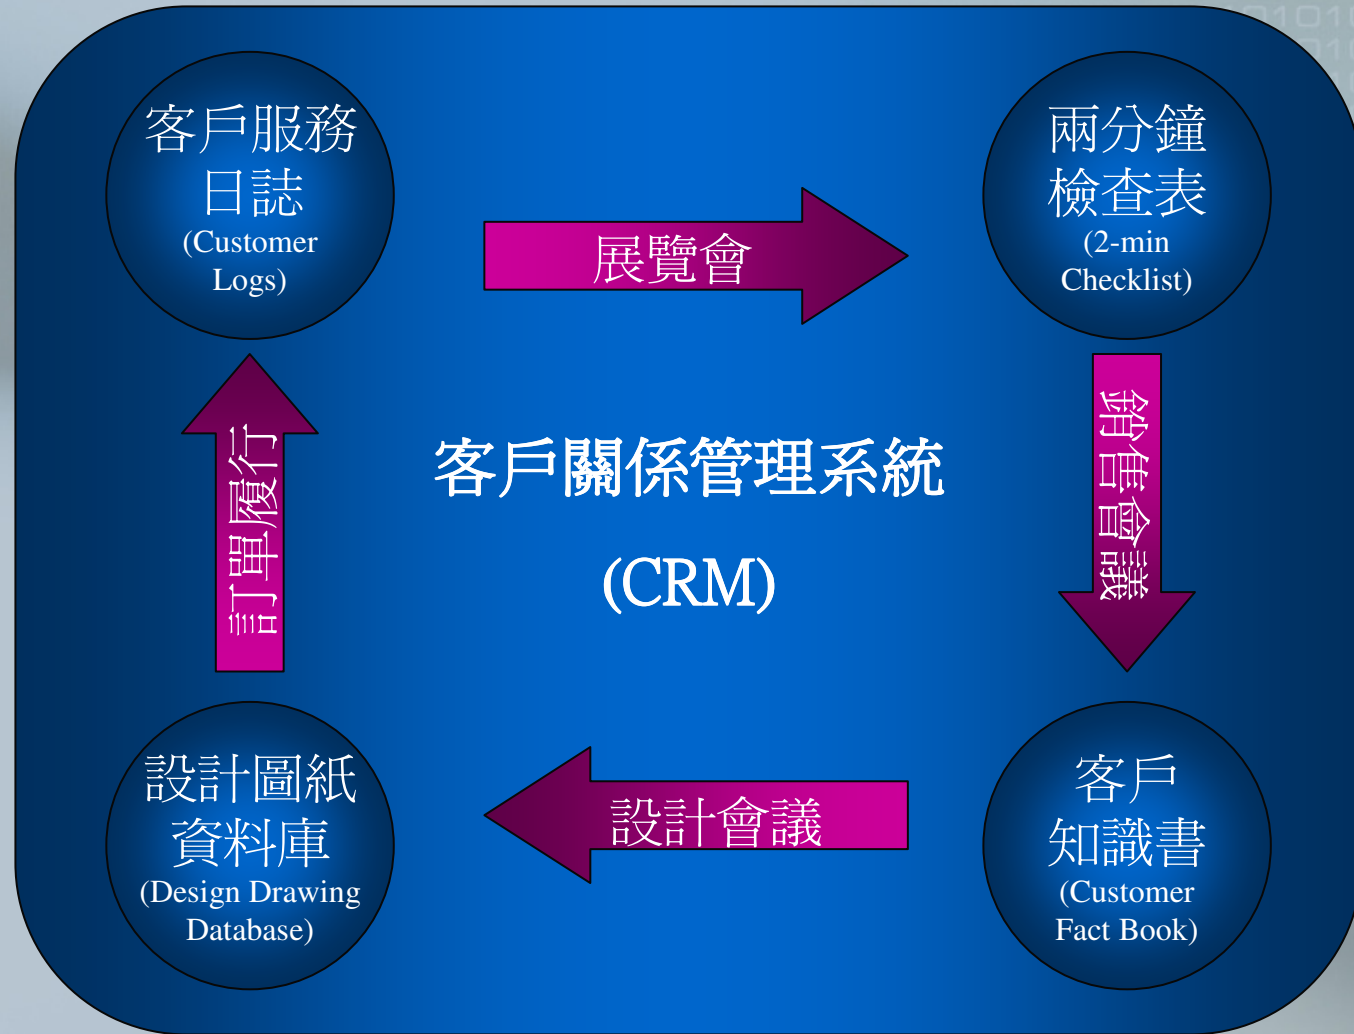 客戶服務
日誌
(Customer
Logs)
展覽會
兩分鐘
檢查表
(2-min
Checklist)
銷售會議
客戶關係管理系統
(CRM)
訂單履行
設計圖紙
資料庫
(Design Drawing
Database)
設計會議
客戶
知識書
(Customer
Fact Book)